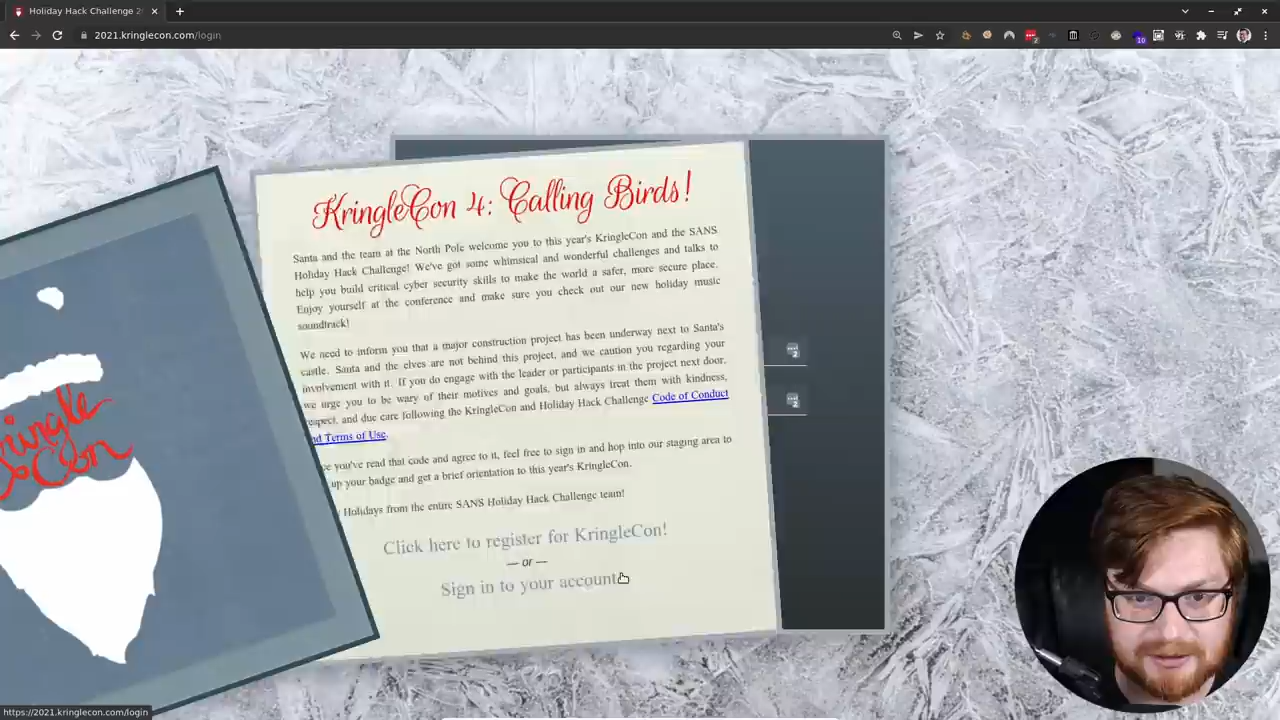 Holiday Hack Challenge 2
2021.kringlecon.com/login
10
KringleCon 4: Calling Birds!
Santa and the team at the North Pole welcome you to this year's KringleCon and the SANS
Holiday Hack Challenge! We've got some whimsical and wonderful challenges and talks to
help you build critical cyber security skills to make the world a safer, more secure place.
Enjoy yourself at the conference and make sure you check out our new holiday music
soundtrack!
We need to inform you that a major construction project has been underway next to Santa's
castle. Santa and the elves are not behind this project, and we caution you regarding your
involvement with it. If you do engage with the leader or participants in the project next door,
we urge you to be wary of their motives and goals, but always treat them with kindness,
espect, and due care following the KringleCon and Holiday Hack Challenge Code of Conduct
nd Terms of Use.
e you've read that code and agree to it, feel free to sign in and hop into our staging area to
up your badge and get a brief orientation to this year's KringleCon.
Holidays from the entire SANS Holiday Hack Challenge team!
Click here to register for KringleCon!
— or —
Sign in to your account
ringle
Con
https://2021.kringlecon.com/login